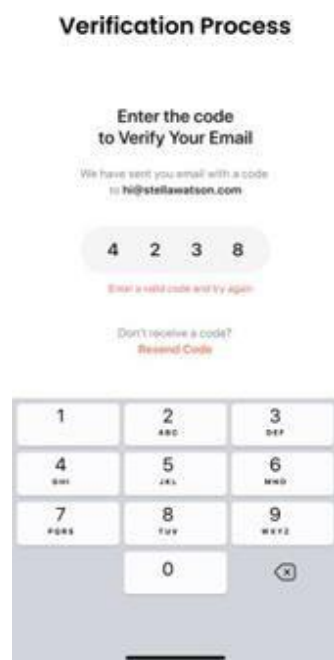 Verification Process
Enter the code
to Verify Your Email
We have sent you email with a code
to hi@stellawatson.com
4 2 3 8
Enter a valid code and try again
Don't receive a code?
Resend Code
1 2 3
ABC DEF
4 5 6
GHI JKL MNO
7 8 9
PQRS TUV WXYZ
0